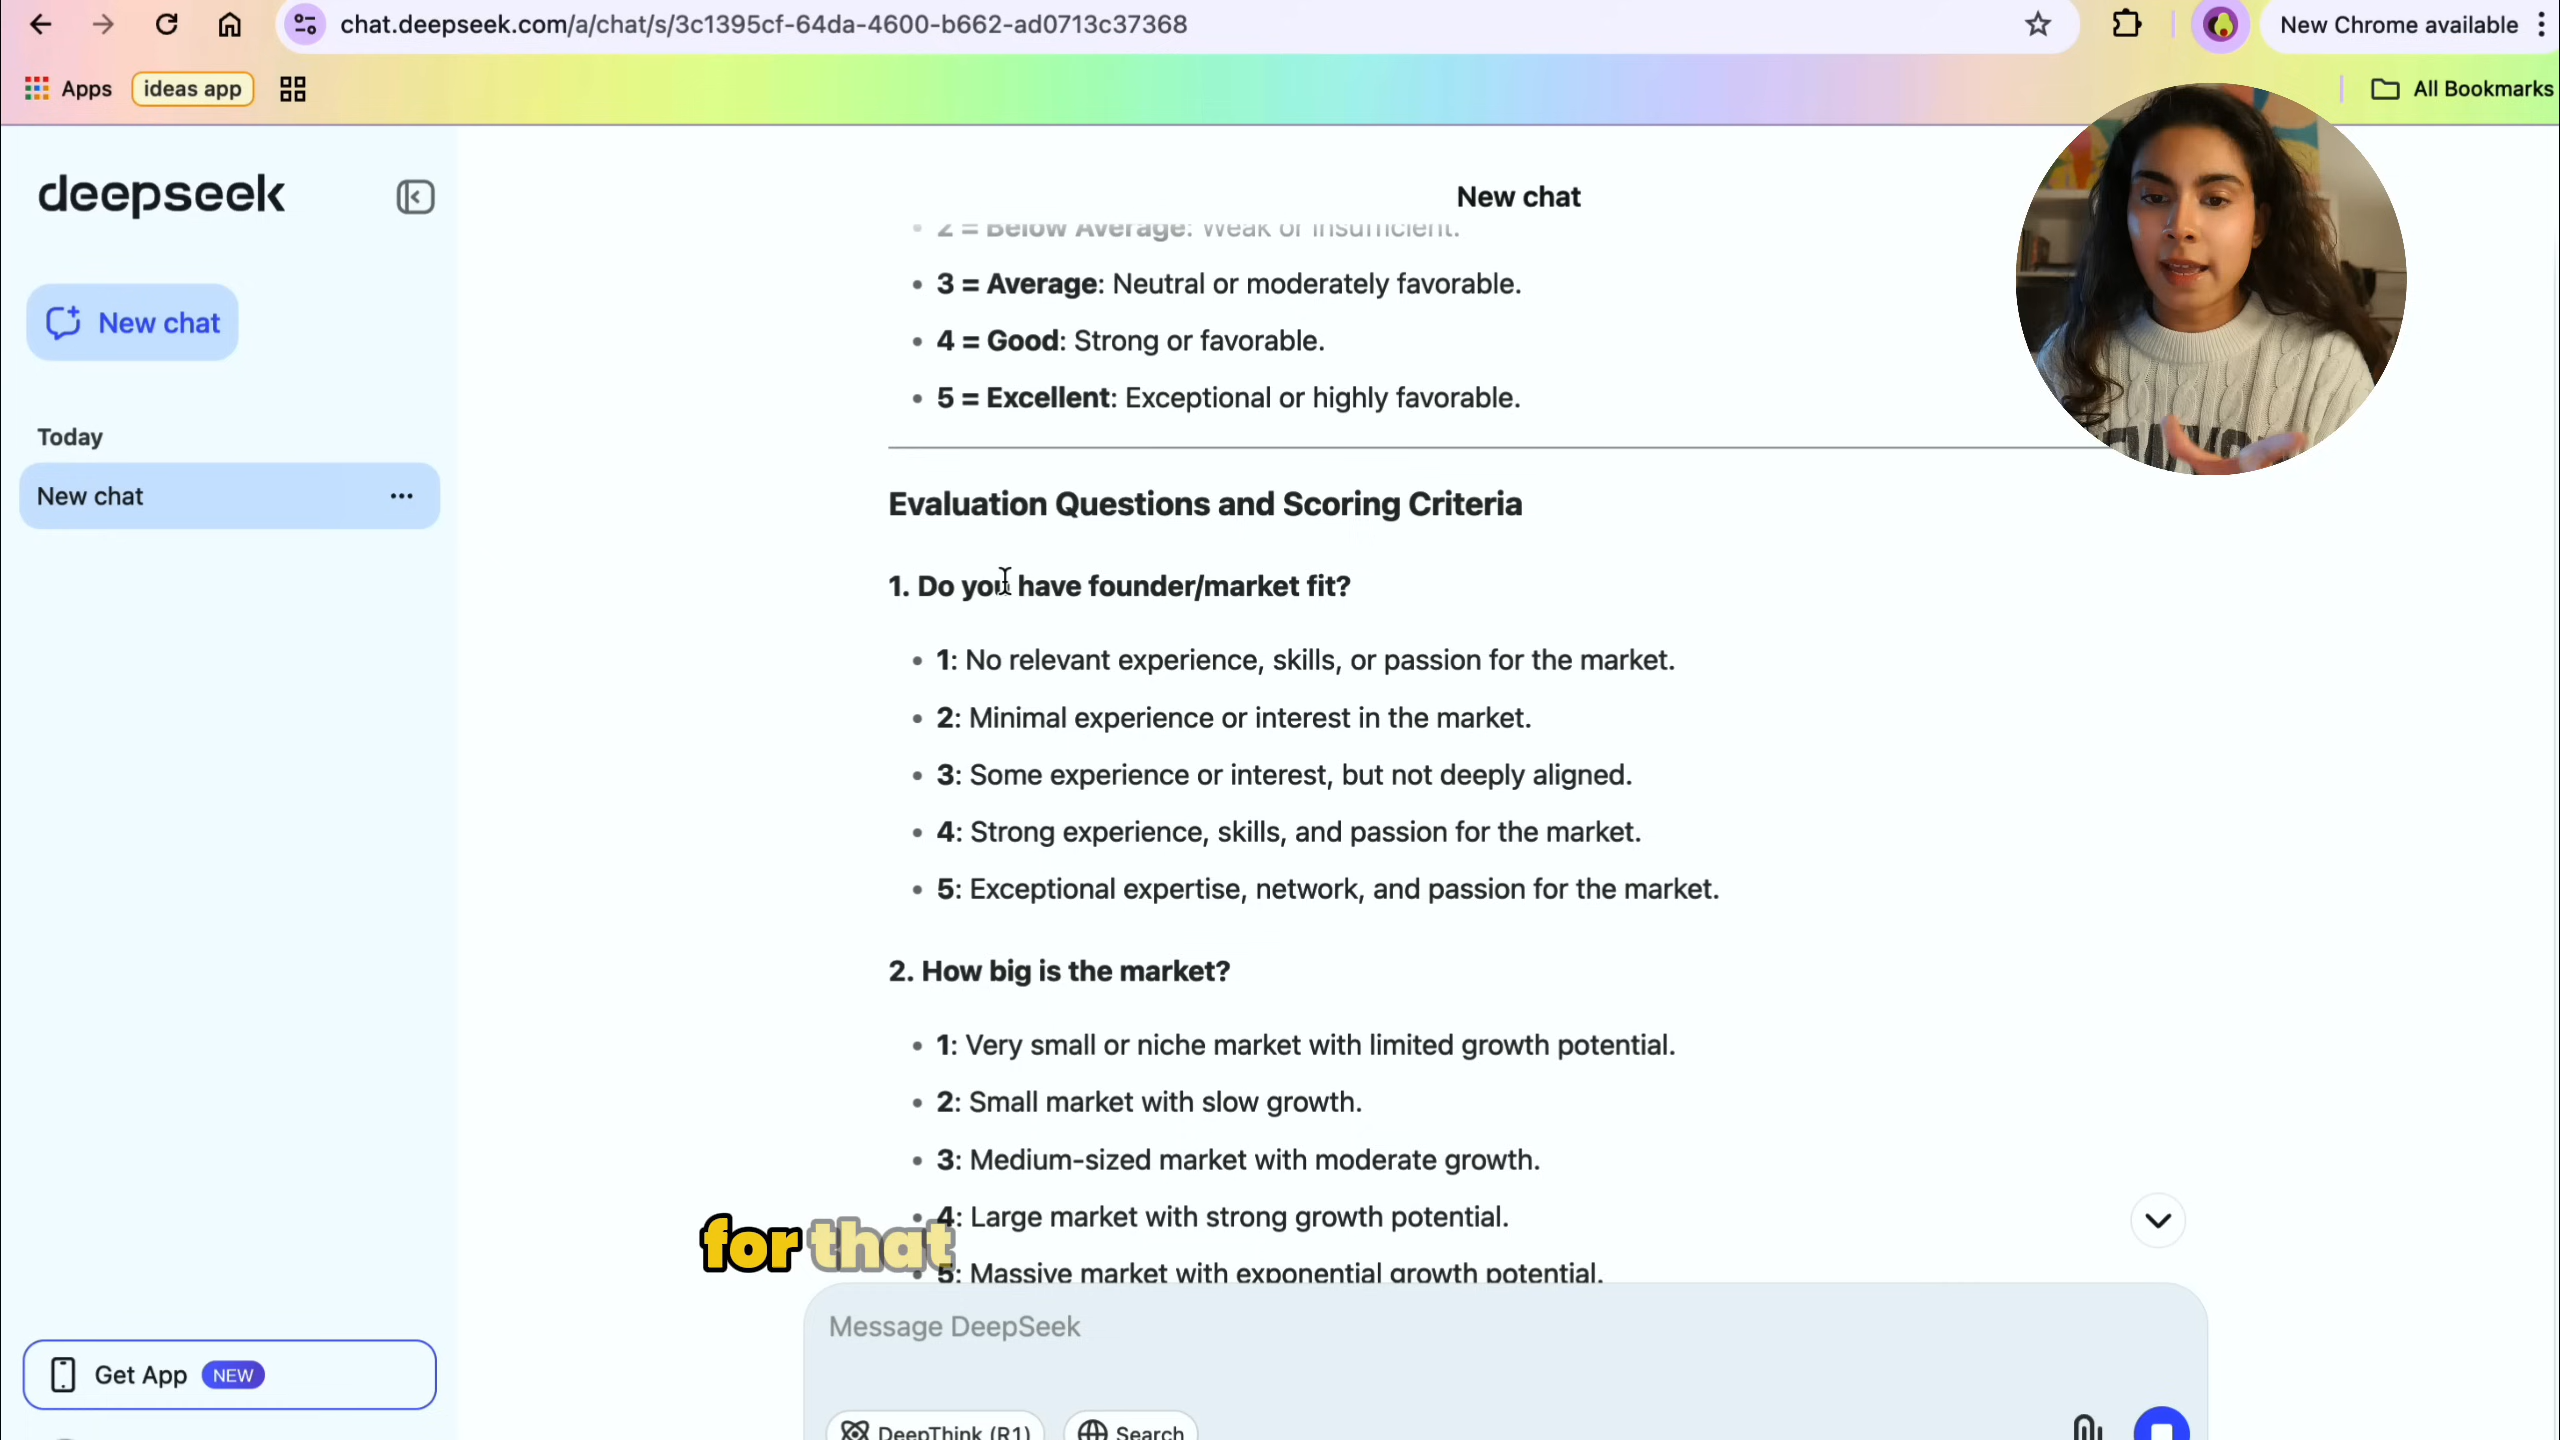 chat.deepseek.com/a/chat/s/3c1395cf-64da-4600-b662-ad0713c37368
New Chrome available
Apps
ideas app
All Bookmarks
deepseek
New chat
New chat
Today
New chat
2 = Below Average: Weak or insufficient.
3 = Average: Neutral or moderately favorable.
4 = Good: Strong or favorable.
5 = Excellent: Exceptional or highly favorable.
Evaluation Questions and Scoring Criteria
1. Do you have founder/market fit?
1: No relevant experience, skills, or passion for the market.
2: Minimal experience or interest in the market.
3: Some experience or interest, but not deeply aligned.
4: Strong experience, skills, and passion for the market.
5: Exceptional expertise, network, and passion for the market.
2. How big is the market?
1: Very small or niche market with limited growth potential.
2: Small market with slow growth.
3: Medium-sized market with moderate growth.
4: Large market with strong growth potential.
5: Massive market with exponential growth potential.
for that
Message DeepSeek
DeepThink (R1)
Search
Get App NEW